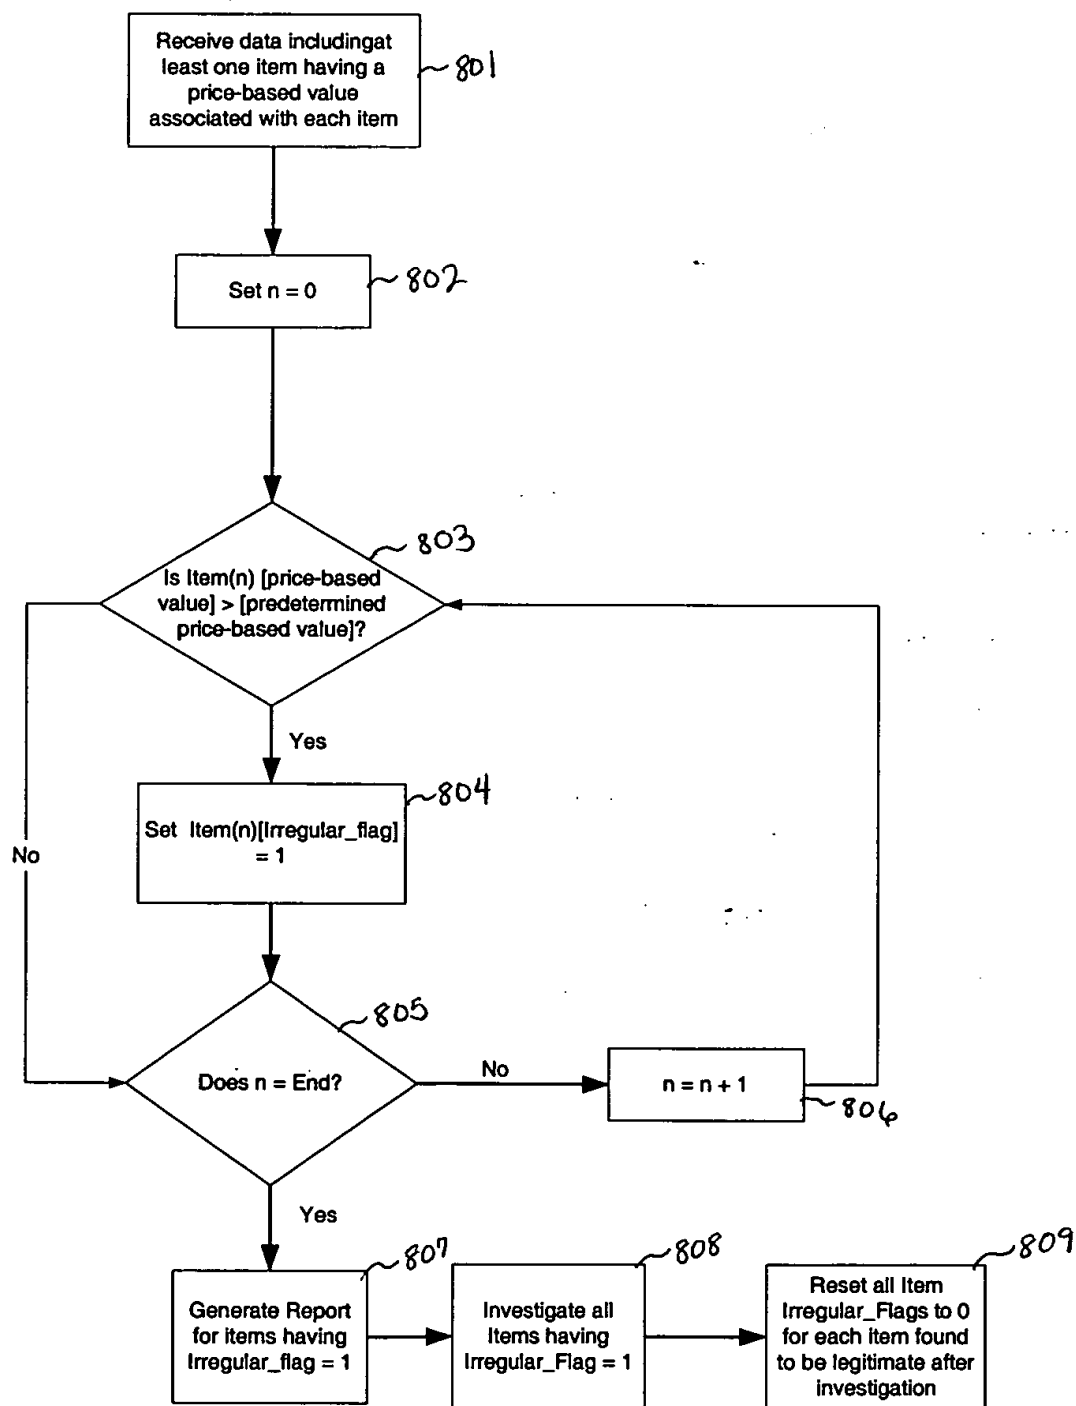 Receive data includingat
least one item having a
price-based value
associated with each item
801
Set n = 0
802
803
Is Item(n) [price-based
value] > [predetermined
price-based value]?
Yes
804
Set Item(n)[Irregular_flag]
= 1
No
805
Does n = End?
No
n = n + 1
806
Yes
807
Generate Report
for items having
Irregular_flag = 1
808
Investigate all
Items having
Irregular_Flag = 1
809
Reset all Item
Irregular_Flags to 0
for each item found
to be legitimate after
investigation